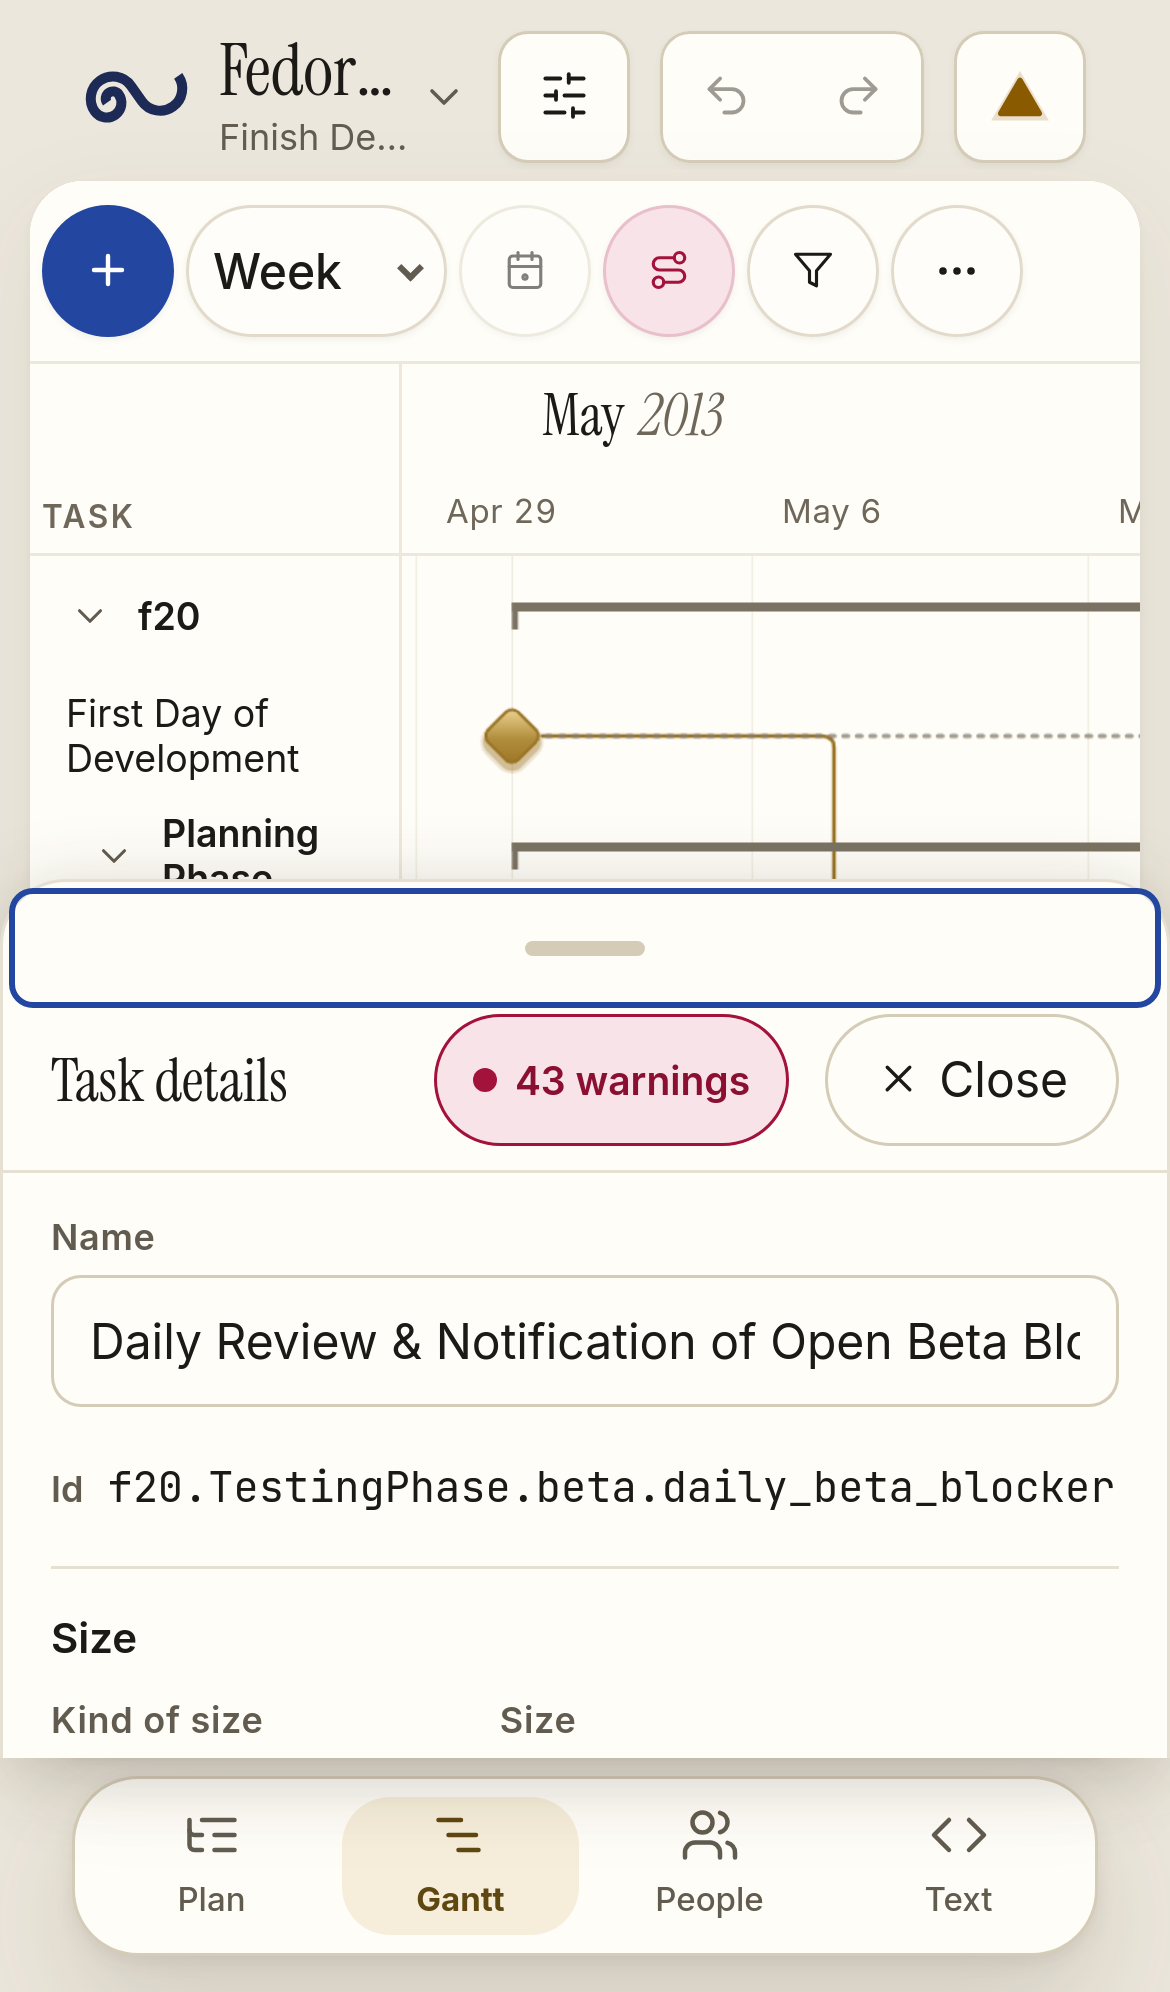 Fedor...
Finish De...
Week
May 2013
TASK
Apr 29
May 6
f20
First Day of
Development
Planning
Phase
Task details
43 warnings
Close
Name
Daily Review & Notification of Open Beta
Id f20.TestingPhase.beta.daily_beta_blocker
Size
Kind of size
Size
Plan
Gantt
People
Text